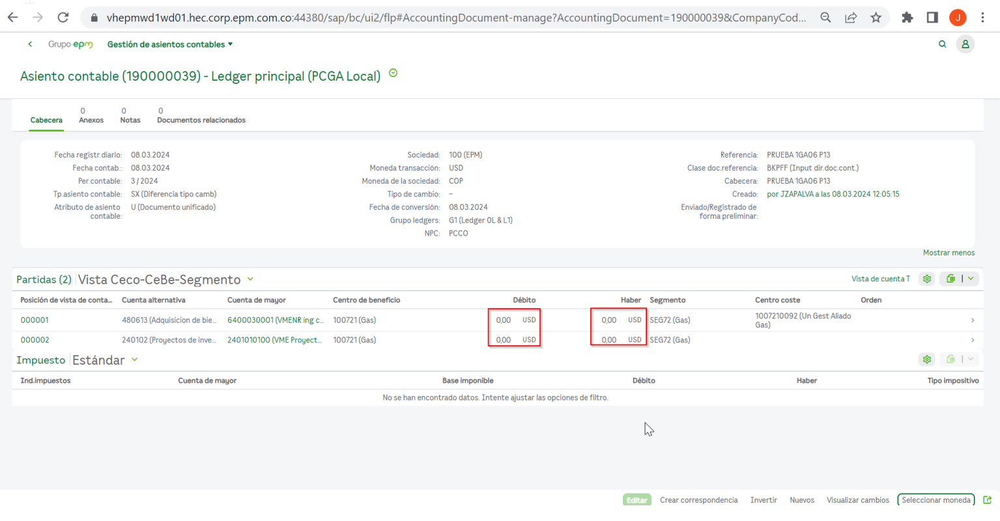 vhepmwd1wd01.hec.corp.epm.com.co:44380/sap/bc/ui2/flp#AccountingDocument-manage?AccountingDocument=190000039&CompanyCod...
J
Grupo·epm
Gestión de asientos contables
Asiento contable (190000039) - Ledger principal (PCGA Local)
0 0 0
Cabecera Anexos Notas Documentos relacionados
Fecha registr.diario: 08.03.2024 Sociedad: 100 (EPM) Referencia: PRUEBA 1GA06 P13
Fecha contab.: 08.03.2024 Moneda transacción: USD Clase doc.referencia: BKPFF (Input dir.doc.cont.)
Per.contable: 3 / 2024 Moneda de la sociedad: COP Cabecera: PRUEBA 1GA06 P13
Tp.asiento contable: SX (Diferencia tipo camb) Tipo de cambio: – Creado: por JZAPALVA a las 08.03.2024 12:05:15
Atributo de asiento U (Documento unificado) Fecha de conversión: 08.03.2024 Enviado/Registrado de
contable: forma preliminar:
Grupo ledgers: G1 (Ledger 0L & L1)
NPC: PCCO
Mostrar menos
Partidas (2) Vista Ceco-CeBe-Segmento Vista de cuenta T
Posición de vista de conta... Cuenta alternativa Cuenta de mayor Centro de beneficio Débito Haber Segmento Centro coste Orden
000001 480613 (Adquisicion de bie... 6400030001 (VMENR ing c... 100721 (Gas) 0,00 USD 0,00 USD SEG72 (Gas) 1007210092 (Un Gest Aliado
Gas)
000002 240102 (Proyectos de inve... 2401010100 (VME Proyect... 100721 (Gas) 0,00 USD 0,00 USD SEG72 (Gas)
Impuesto Estándar
Ind.impuestos Cuenta de mayor Base imponible Débito Haber Tipo impositivo
No se han encontrado datos. Intente ajustar las opciones de filtro.
Editar Crear correspondencia Invertir Nuevos Visualizar cambios Seleccionar moneda